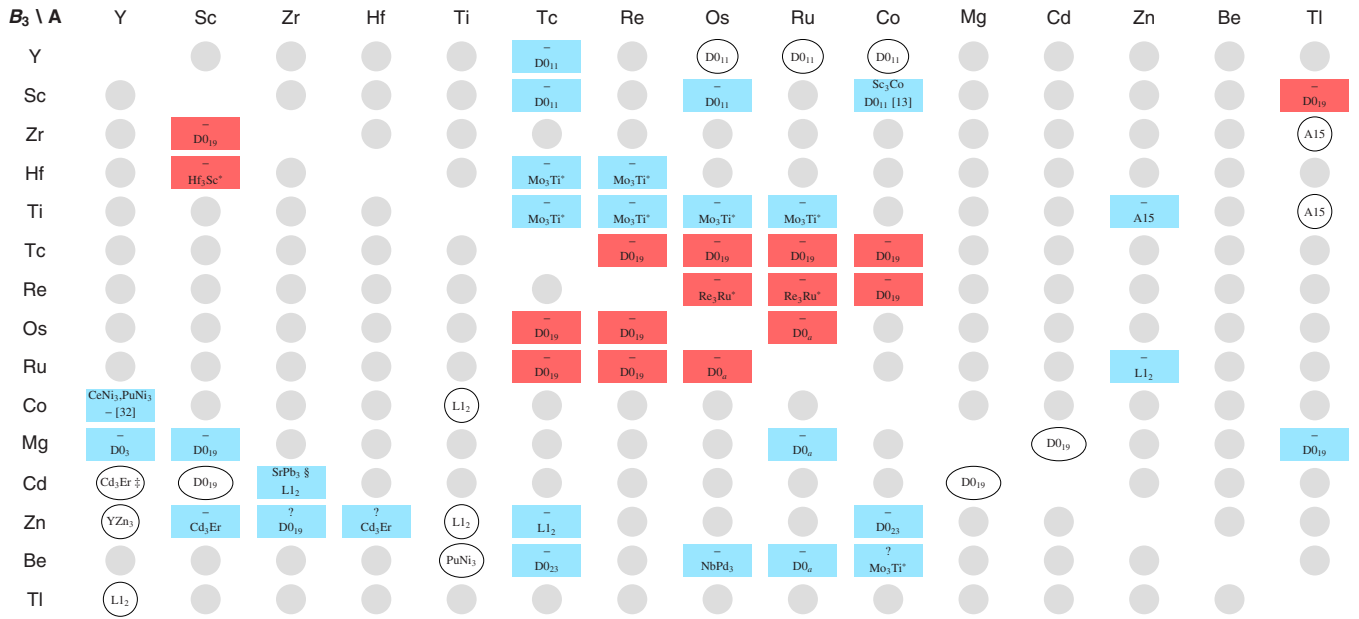 B₃ \ A Y Sc Zr Hf Ti Tc Re Os Ru Co Mg Cd Zn Be Tl
Y – D0₁₁ D0₁₁ D0₁₁ D0₁₁
Sc – D0₁₁ – D0₁₁ Sc₃Co D0₁₁ [13] – D0₁₉
Zr – D0₁₉ A15
Hf – Hf₃Sc* – Mo₃Ti* – Mo₃Ti*
Ti – Mo₃Ti* – Mo₃Ti* – Mo₃Ti* – Mo₃Ti* – A15 A15
Tc – D0₁₉ – D0₁₉ – D0₁₉ – D0₁₉
Re – Re₃Ru* – Re₃Ru* – D0₁₉
Os – D0₁₉ – D0₁₉ – D0ₐ
Ru – D0₁₉ – D0₁₉ – D0ₐ – L1₂
Co CeNi₃,PuNi₃ – [32] L1₂
Mg – D0₃ – D0₁₉ – D0ₐ D0₁₉ – D0₁₉
Cd Cd₃Er ‡ D0₁₉ SrPb₃ § L1₂ D0₁₉
Zn YZn₃ – Cd₃Er ? D0₁₉ ? Cd₃Er L1₂ – L1₂ – D0₂₃
Be PuNi₃ – D0₂₃ – NbPd₃ – D0ₐ ? Mo₃Ti*
Tl L1₂